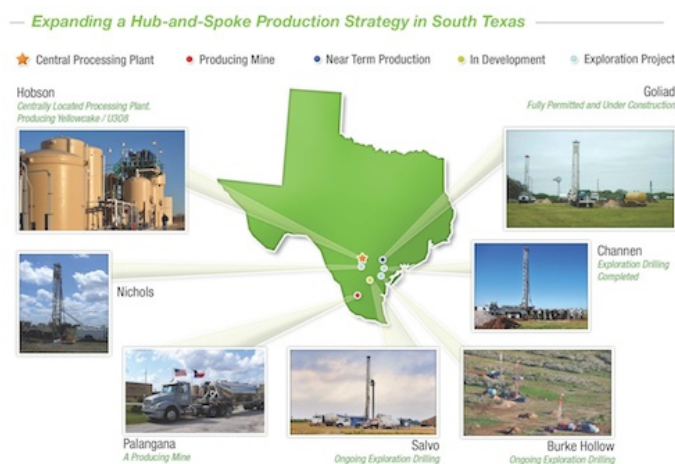 Expanding a Hub-and-Spoke Production Strategy in South Texas
Central Processing Plant
Producing Mine
Near Term Production
In Development
Exploration Project
Hobson
Centrally Located Processing Plant.
Producing Yellowcake / U308
Goliad
Fully Permitted and Under Construction
Channen
Exploration Drilling
Completed
Nichols
Palangana
A Producing Mine
Salvo
Ongoing Exploration Drilling
Burke Hollow
Ongoing Exploration Drilling